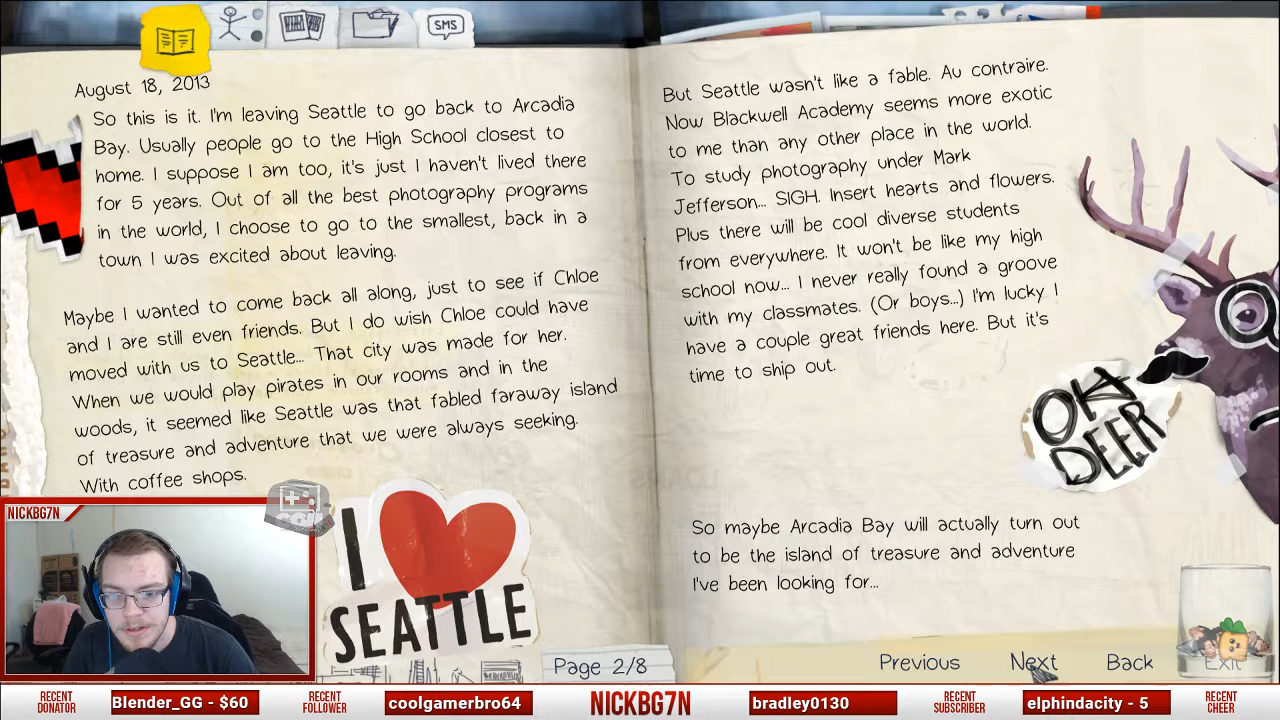 SMS
August 18, 2013
So this is it. I'm leaving Seattle to go back to Arcadia
Bay. Usually people go to the High School closest to
home. I suppose I am too, it's just I haven't lived there
for 5 years. Out of all the best photography programs
in the world, I choose to go to the smallest, back in a
town I was excited about leaving.
Maybe I wanted to come back all along, just to see if Chloe
and I are still even friends. But I do wish Chloe could have
moved with us to Seattle... That city was made for her.
When we would play pirates in our rooms and in the
woods, it seemed like Seattle was that fabled faraway island
of treasure and adventure that we were always seeking.
With coffee shops.
I
SEATTLE
But Seattle wasn't like a fable. Au contraire.
Now Blackwell Academy seems more exotic
to me than any other place in the world.
To study photography under Mark
Jefferson... SIGH. Insert hearts and flowers.
Plus there will be cool diverse students
from everywhere. It won't be like my high
school now... I never really found a groove
with my classmates. (Or boys...) I'm lucky I
have a couple great friends here. But it's
time to ship out.
OH
DEER
So maybe Arcadia Bay will actually turn out
to be the island of treasure and adventure
I've been looking for...
Page 2/8
Previous
Next
Back
Exit
NICKBG7N
RECENT
DONATOR
Blender_GG - $60
RECENT
FOLLOWER
coolgamerbro64
NICKBG7N
bradley0130
RECENT
SUBSCRIBER
elphindacity - 5
RECENT
CHEER